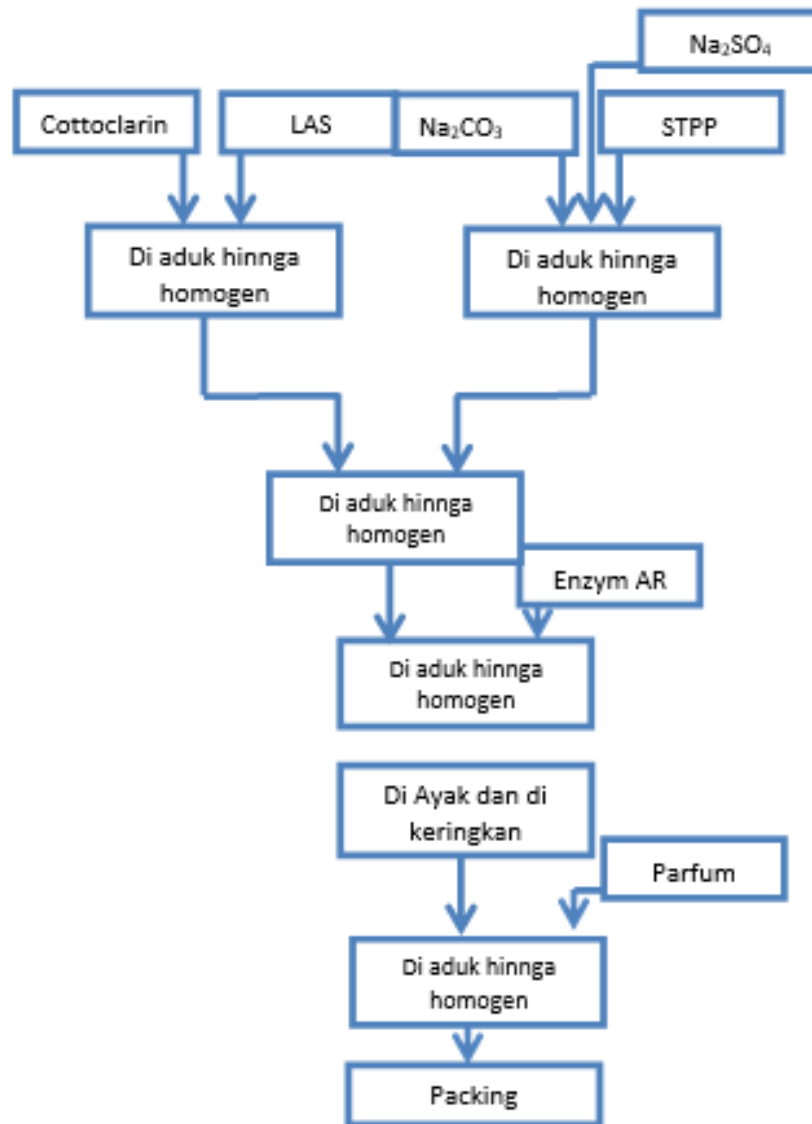 Na₂SO₄
Cottoclarin
LAS
Na₂CO₃
STPP
Di aduk hinnga
homogen
Di aduk hinnga
homogen
Di aduk hinnga
homogen
Enzym AR
Di aduk hinnga
homogen
Di Ayak dan di
keringkan
Parfum
Di aduk hinnga
homogen
Packing